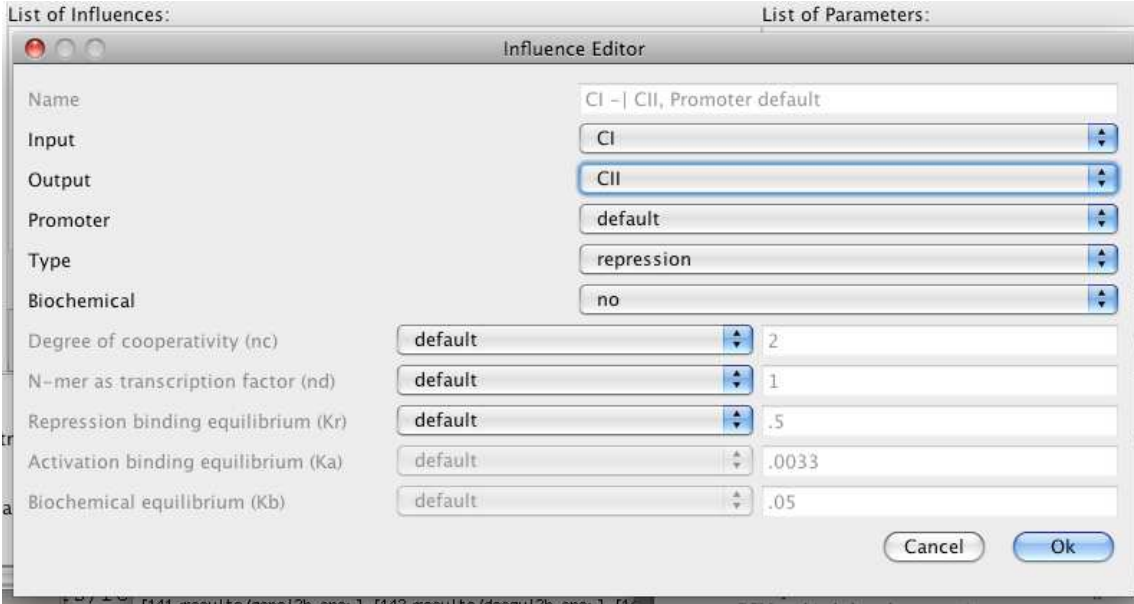 List of Influences: List of Parameters:
Influence Editor
Name CI -| CII, Promoter default
Input CI
Output CII
Promoter default
Type repression
Biochemical no
Degree of cooperativity (nc) default 2
N-mer as transcription factor (nd) default 1
Repression binding equilibrium (Kr) default .5
Activation binding equilibrium (Ka) default .0033
Biochemical equilibrium (Kb) default .05
Cancel Ok